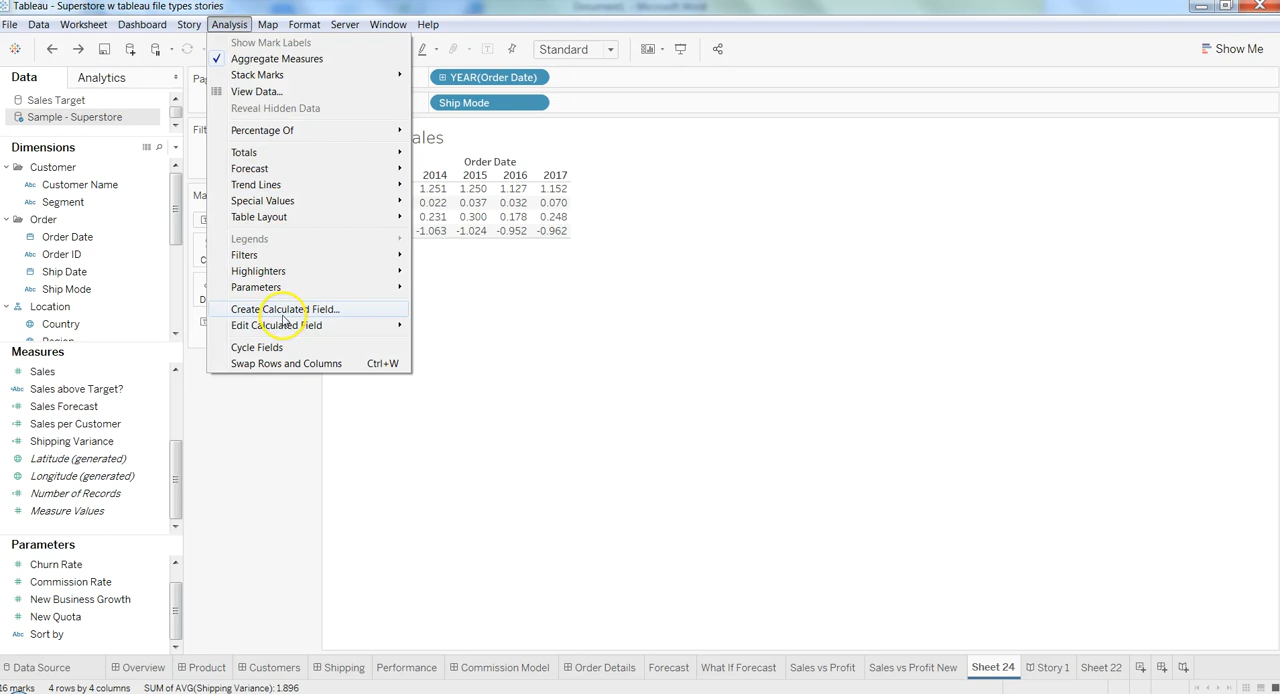 Tableau - Superstore w tableau file types stories
Document1 - Microsoft Word
File Data Worksheet Dashboard Story Analysis Map Format Server Window Help
Standard
Show Me
Data Analytics
Sales Target
Sample - Superstore
Dimensions
Customer
Customer Name
Segment
Order
Order Date
Order ID
Ship Date
Ship Mode
Location
Country
Measures
Sales
Sales above Target?
Sales Forecast
Sales per Customer
Shipping Variance
Latitude (generated)
Longitude (generated)
Number of Records
Measure Values
Parameters
Churn Rate
Commission Rate
New Business Growth
New Quota
Sort by
Show Mark Labels
Aggregate Measures
Stack Marks
View Data...
Reveal Hidden Data
Percentage Of
Totals
Forecast
Trend Lines
Special Values
Table Layout
Legends
Filters
Highlighters
Parameters
Create Calculated Field...
Edit Calculated Field
Cycle Fields
Swap Rows and Columns Ctrl+W
YEAR(Order Date)
Ship Mode
ales
Order Date
2014 2015 2016 2017
1.251 1.250 1.127 1.152
0.022 0.037 0.032 0.070
0.231 0.300 0.178 0.248
-1.063 -1.024 -0.952 -0.962
Data Source Overview Product Customers Shipping Performance Commission Model Order Details Forecast What If Forecast Sales vs Profit Sales vs Profit New Sheet 24 Story 1 Sheet 22
16 marks 4 rows by 4 columns SUM of AVG(Shipping Variance): 1.896